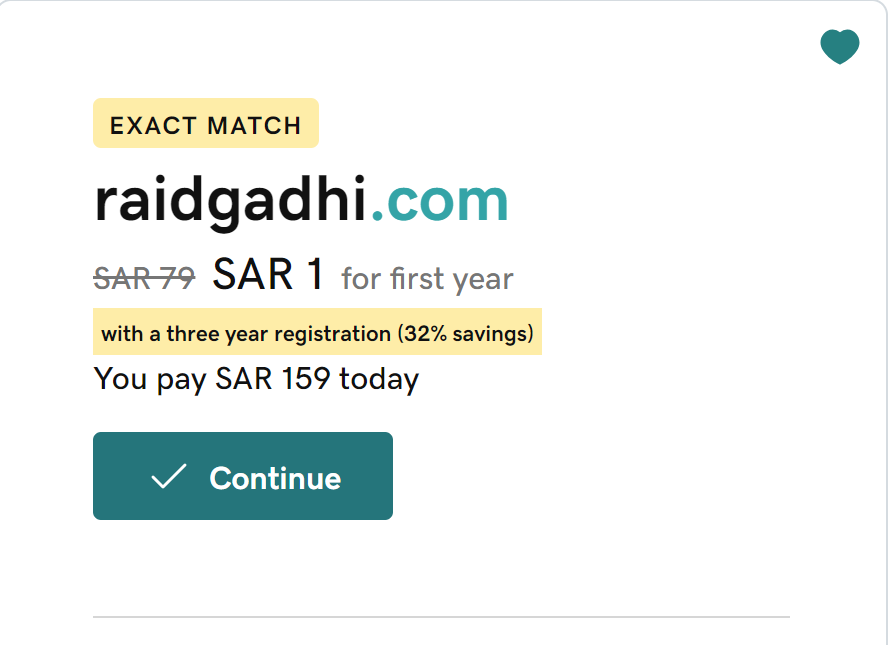 EXACT MATCH
raidgadhi.com
SAR 79 SAR 1 for first year
with a three year registration (32% savings)
You pay SAR 159 today
Continue